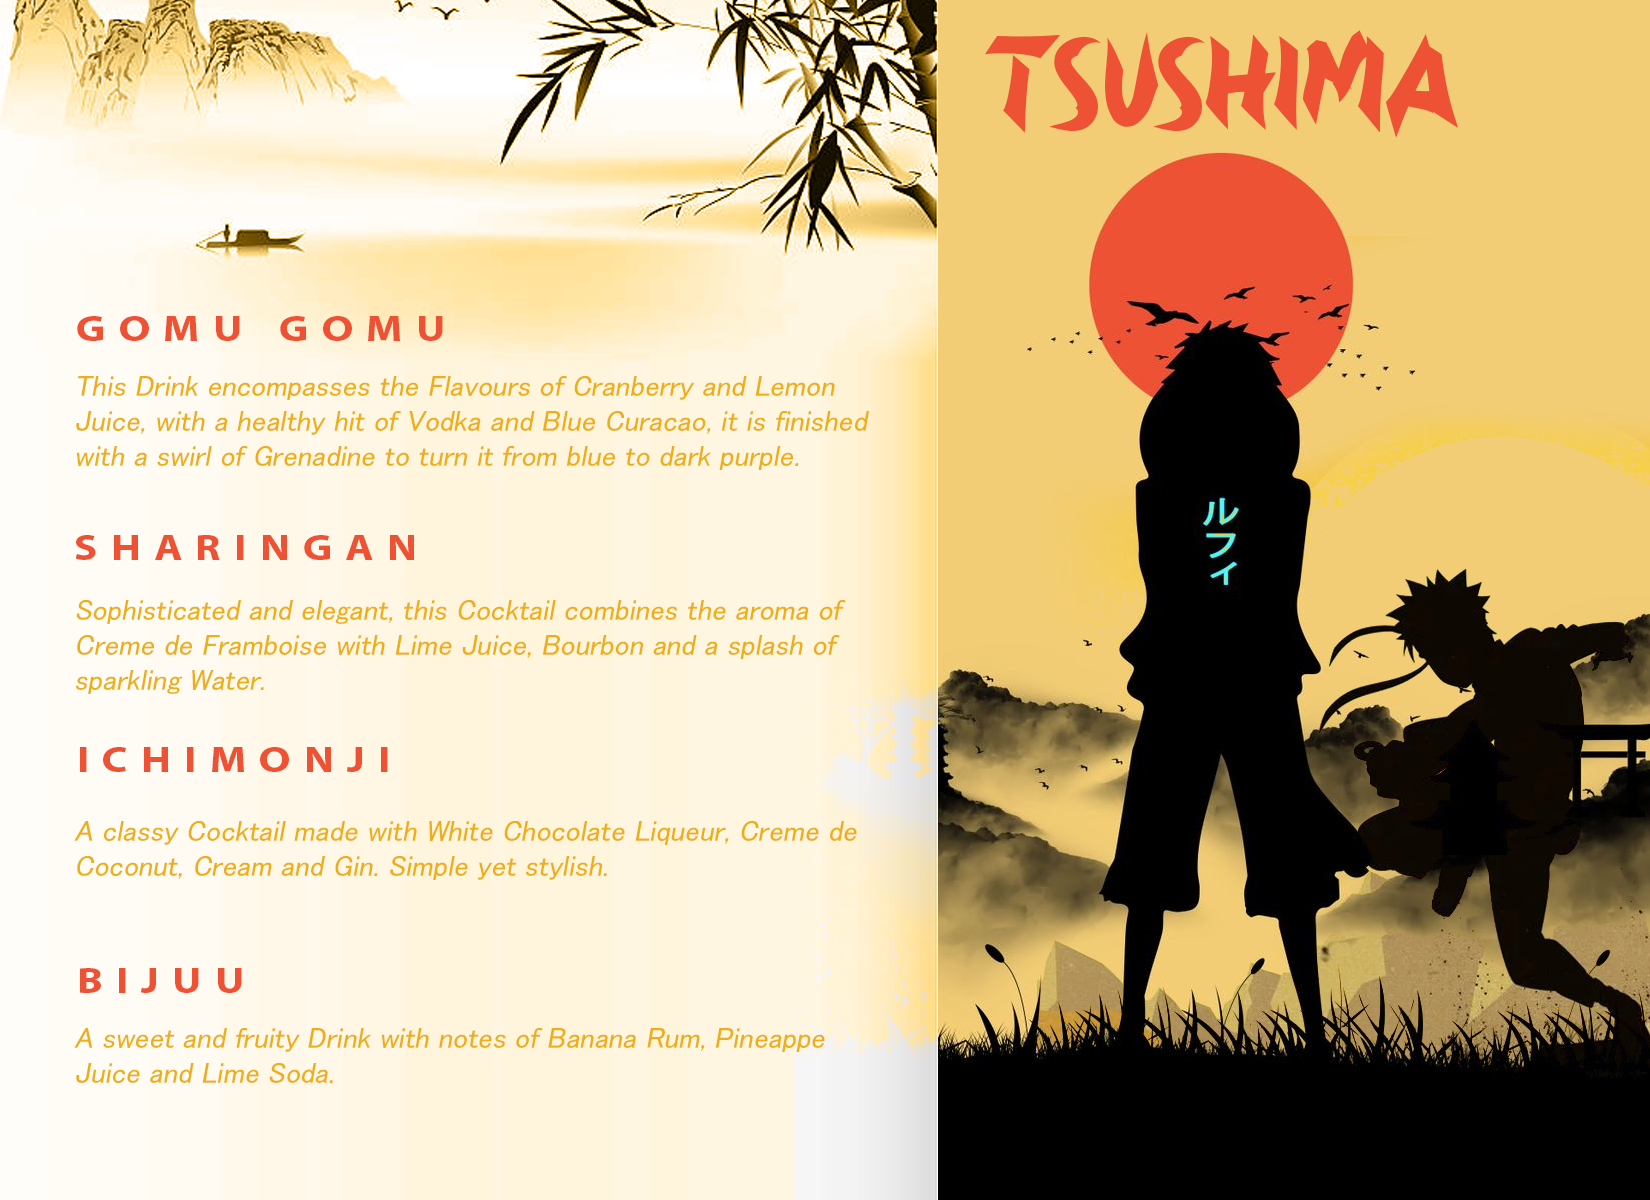 GOMU GOMU
This Drink encompasses the Flavours of Cranberry and Lemon
Juice, with a healthy hit of Vodka and Blue Curacao, it is finished
with a swirl of Grenadine to turn it from blue to dark purple.
SHARINGAN
Sophisticated and elegant, this Cocktail combines the aroma of
Creme de Framboise with Lime Juice, Bourbon and a splash of
sparkling Water.
ICHIMONJI
A classy Cocktail made with White Chocolate Liqueur, Creme de
Coconut, Cream and Gin. Simple yet stylish.
BIJUU
A sweet and fruity Drink with notes of Banana Rum, Pineappe
Juice and Lime Soda.
TSUSHIMA
ルフィ